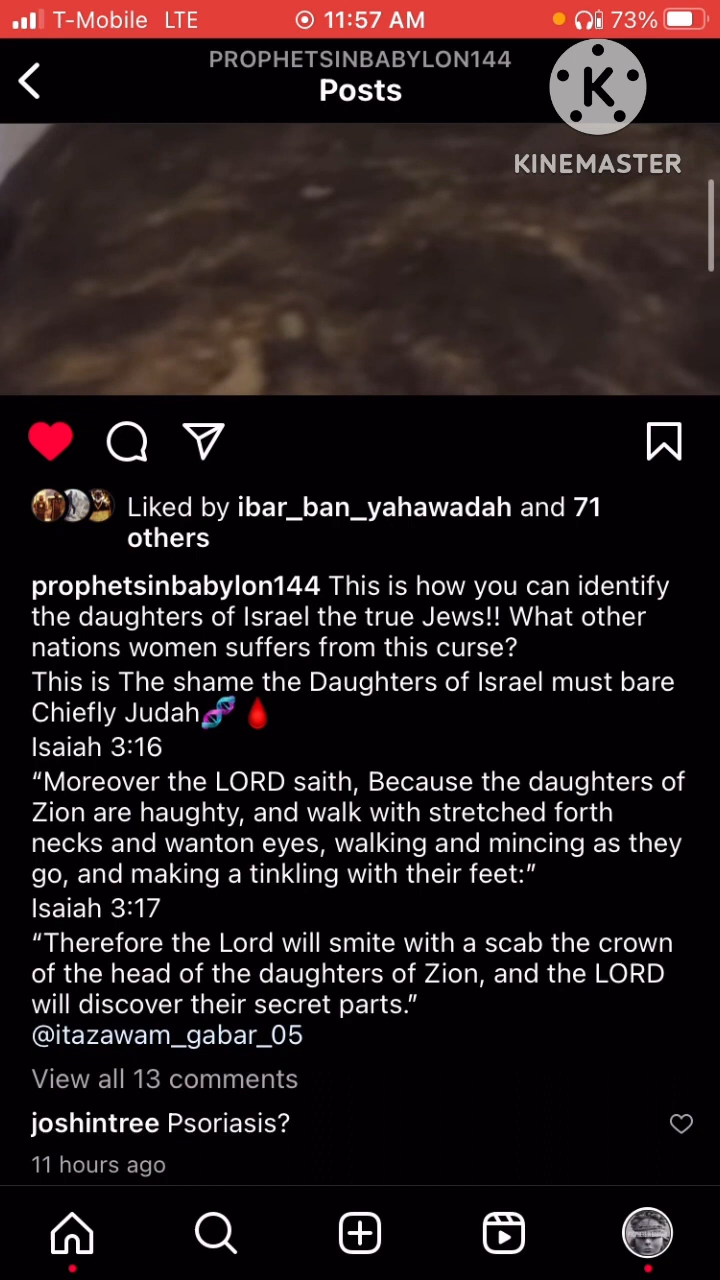 T-Mobile LTE 11:57 AM 73%
PROPHETSINBABYLON144
Posts
K
KINEMASTER
Liked by ibar_ban_yahawadah and 71
others
prophetsinbabylon144 This is how you can identify
the daughters of Israel the true Jews!! What other
nations women suffers from this curse?
This is The shame the Daughters of Israel must bare
Chiefly Judah🧬🩸
Isaiah 3:16
“Moreover the LORD saith, Because the daughters of
Zion are haughty, and walk with stretched forth
necks and wanton eyes, walking and mincing as they
go, and making a tinkling with their feet:”
Isaiah 3:17
“Therefore the Lord will smite with a scab the crown
of the head of the daughters of Zion, and the LORD
will discover their secret parts.”
@itazawam_gabar_05
View all 13 comments
joshintree Psoriasis?
11 hours ago